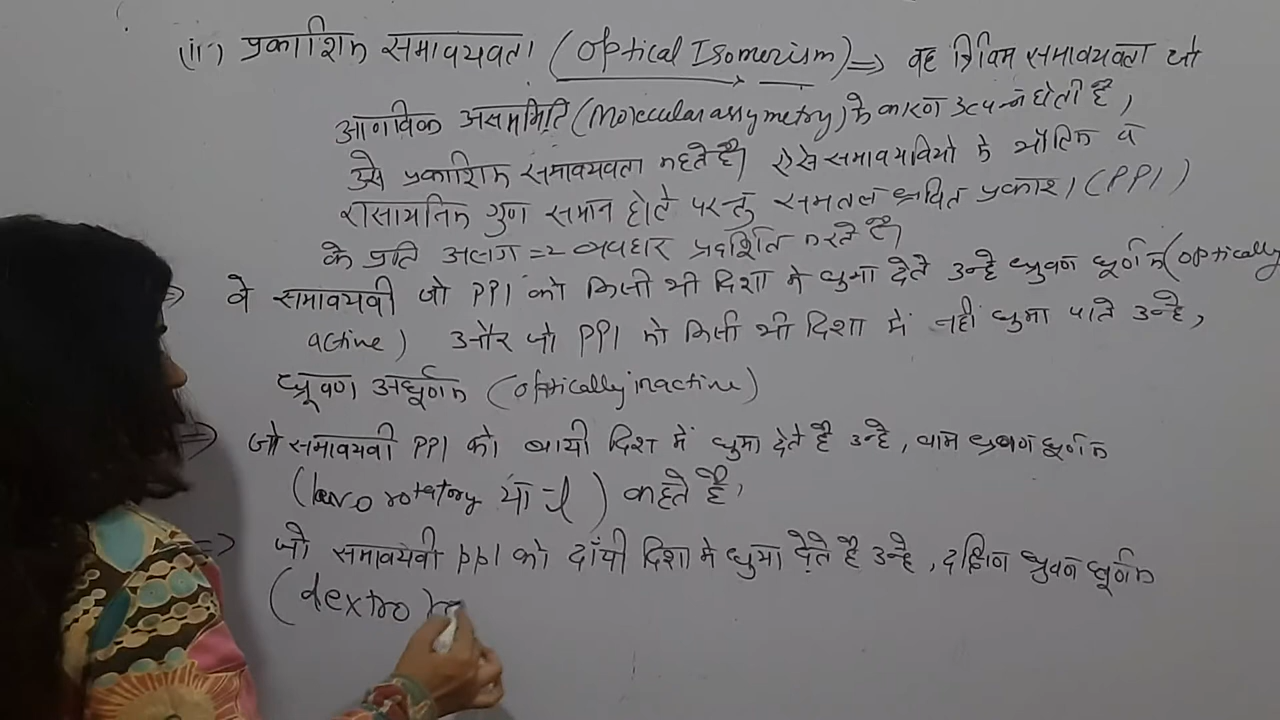 (ii) प्रकाशिक समावयवता (Optical Isomerism) ⇒ वह त्रिविम समावयवता जो
आणविक असममिति (Molecular assymetry) के कारण उत्पन्न होती है,
उसे प्रकाशिक समावयवता कहते है। ऐसे समावयवियो के भौतिक व
रासायनिक गुण समान होते परन्तु समतल ध्रुवित प्रकाश। (PPl)
के प्रति अलग =2 व्यवहार प्रदर्शित करते है।
⇒ वे समावयवी जो PPl को किसी भी दिशा मे घुमा देते उन्हे ध्रुवण घूर्णक (optically
active) और जो PPl को किसी भी दिशा में नही घुमा पाते उन्हे,
ध्रूवण अघूर्णक (optically inactive)
⇒ जो समावयवी PPl को बायी दिश में घुमा देते है उन्हे, वाम ध्रुवण घूर्णक
(laevo rotatory या -l) कहते है,
⇒ जो समावयवी ppl को दाँयी दिशा मे घुमा देते है उन्हे, दक्षिण ध्रुवन घूर्णक
(dextro ro